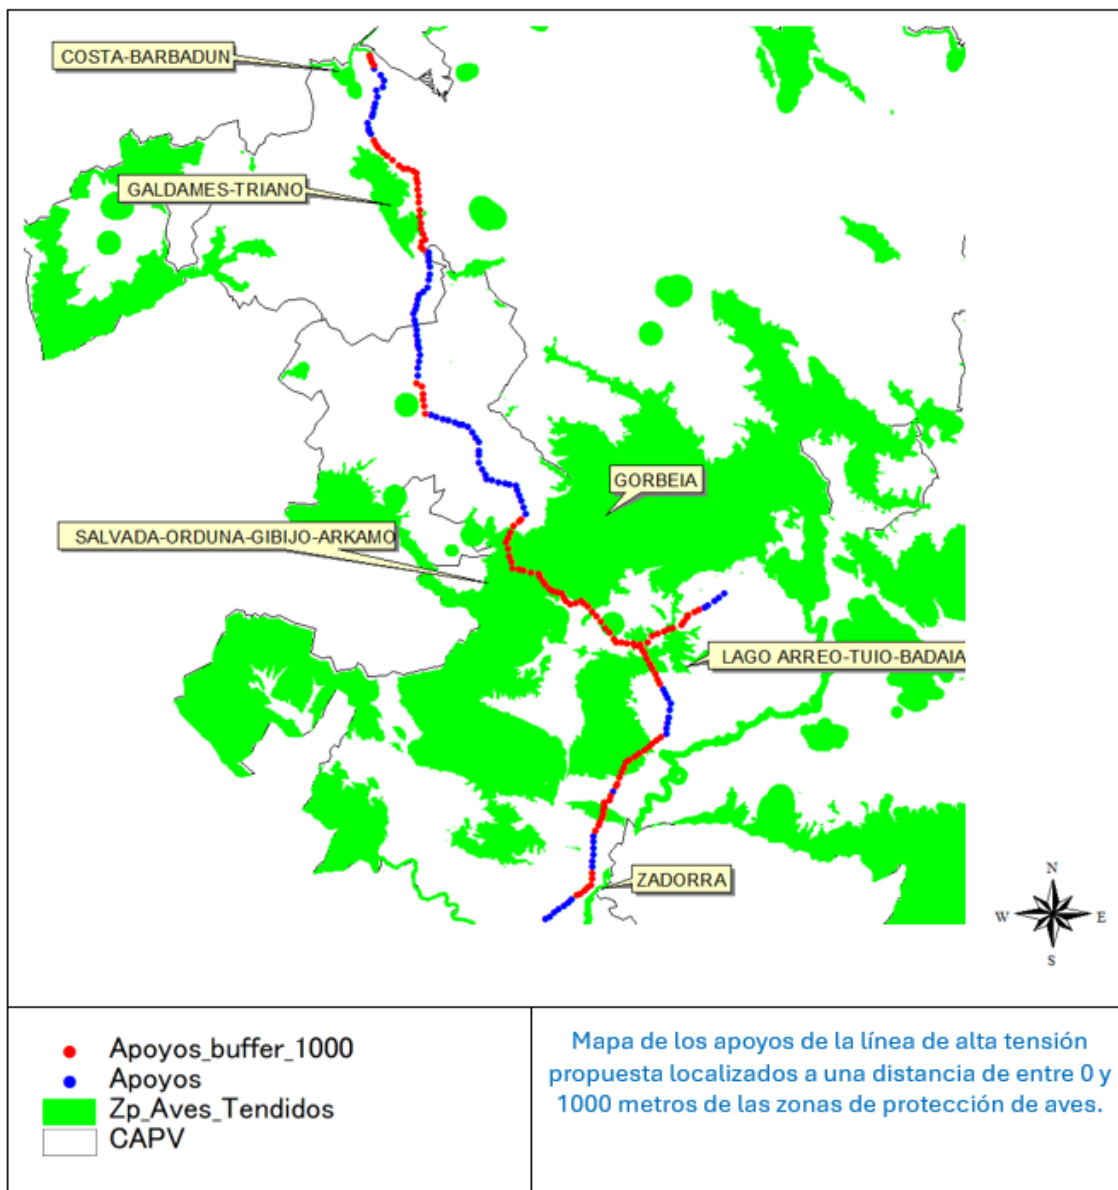 COSTA-BARBADUN
GALDAMES-TRIANO
GORBEIA
SALVADA-ORDUNA-GIBIJO-ARKAMO
LAGO ARREO-TUIO-BADAIA
ZADORRA
N
W E
S
Apoyos_buffer_1000
Apoyos
Zp_Aves_Tendidos
CAPV
Mapa de los apoyos de la línea de alta tensión
propuesta localizados a una distancia de entre 0 y
1000 metros de las zonas de protección de aves.